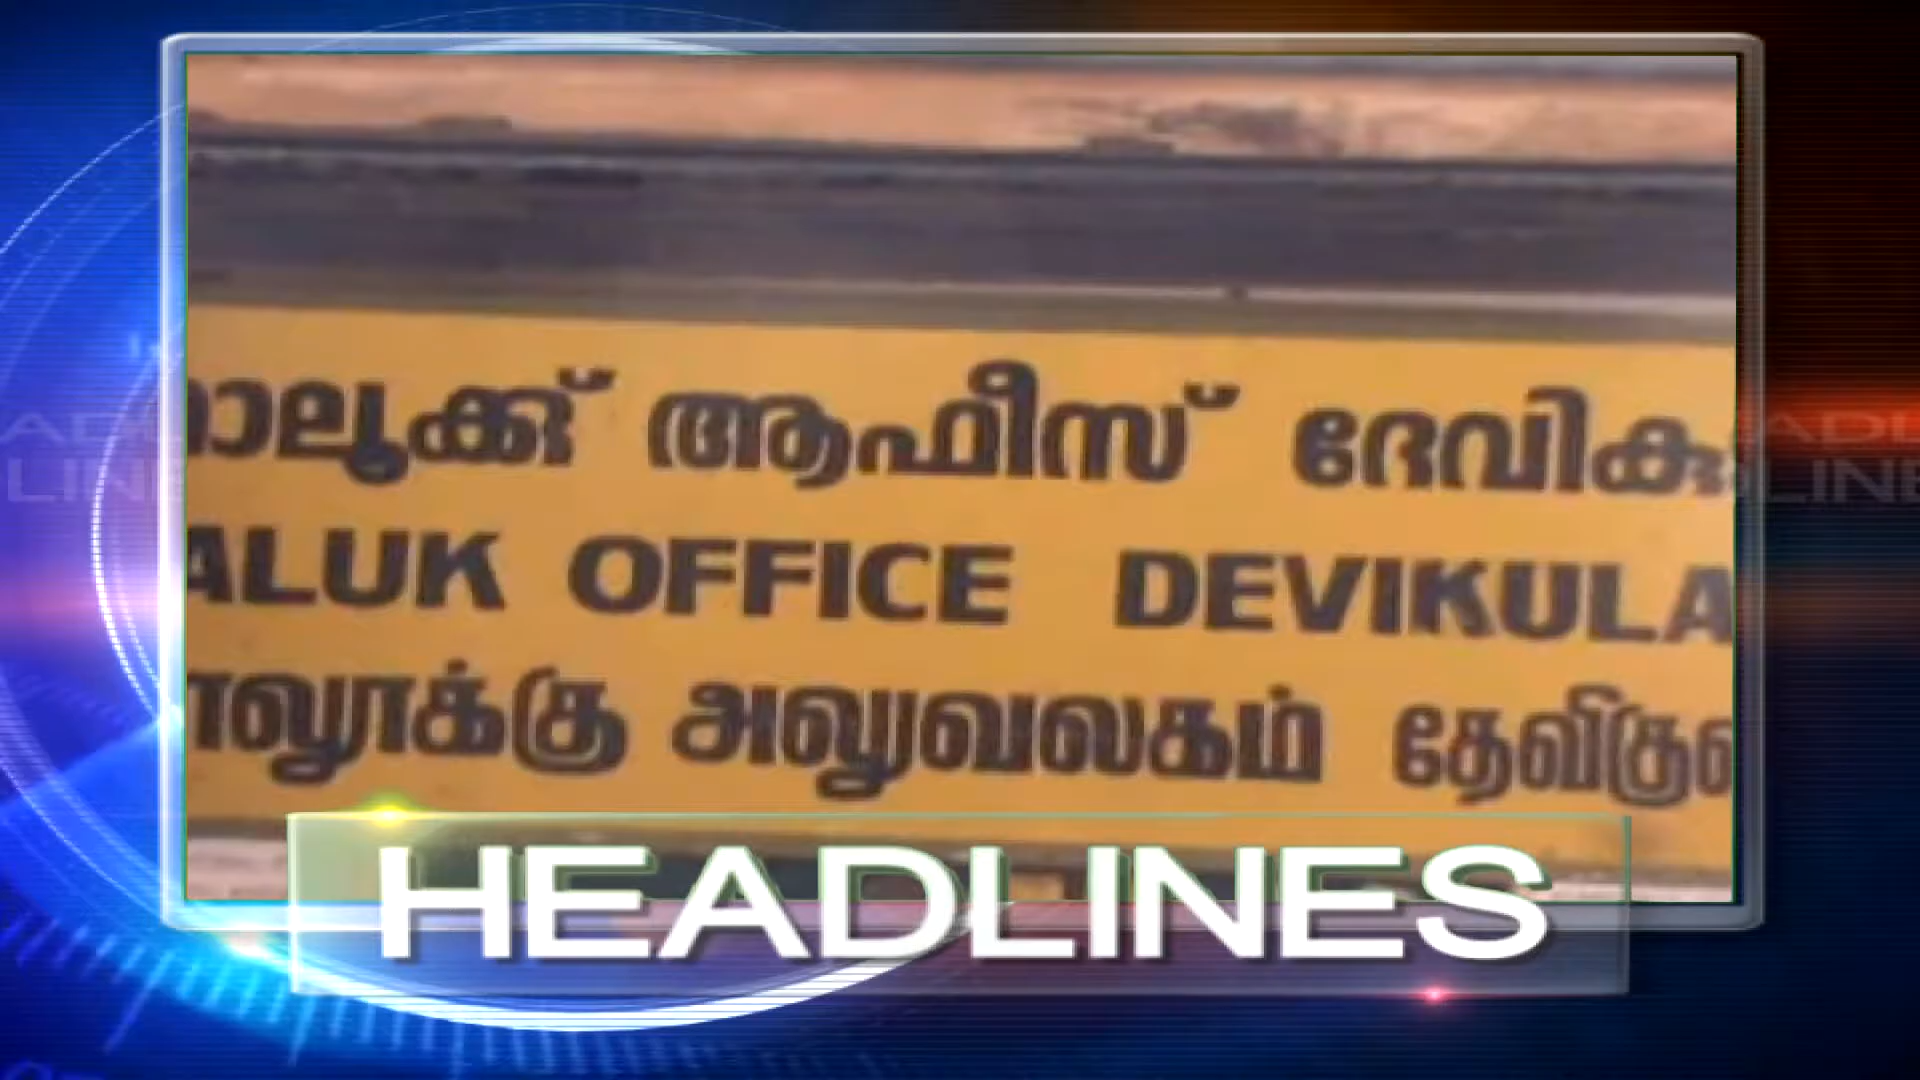 ാലൂക്ക് ആഫീസ് ദേവികു
ALUK OFFICE DEVIKULA
ாலூக்கு அலுவலகம் தேவிகுள
HEADLINES